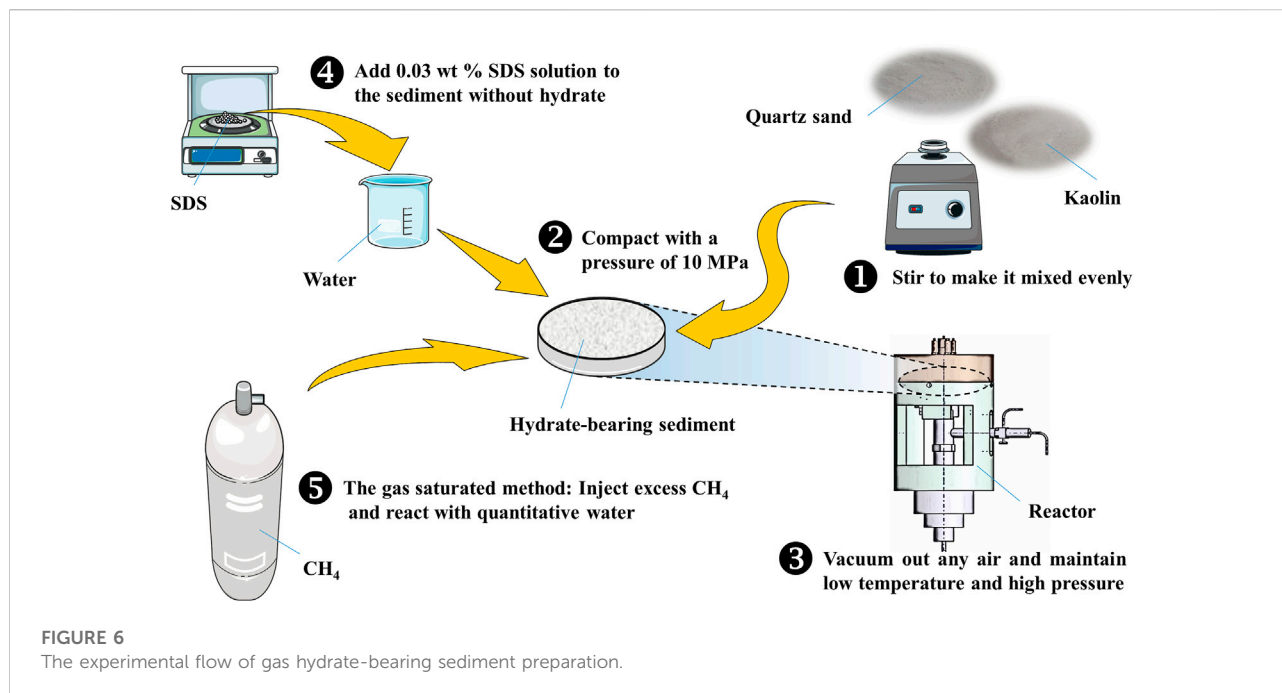 4 Add 0.03 wt % SDS solution to
the sediment without hydrate
SDS
Water
Quartz sand
Kaolin
1 Stir to make it mixed evenly
2 Compact with a
pressure of 10 MPa
Hydrate-bearing sediment
Reactor
3 Vacuum out any air and maintain
low temperature and high pressure
CH₄
5 The gas saturated method: Inject excess CH₄
and react with quantitative water
FIGURE 6
The experimental flow of gas hydrate-bearing sediment preparation.